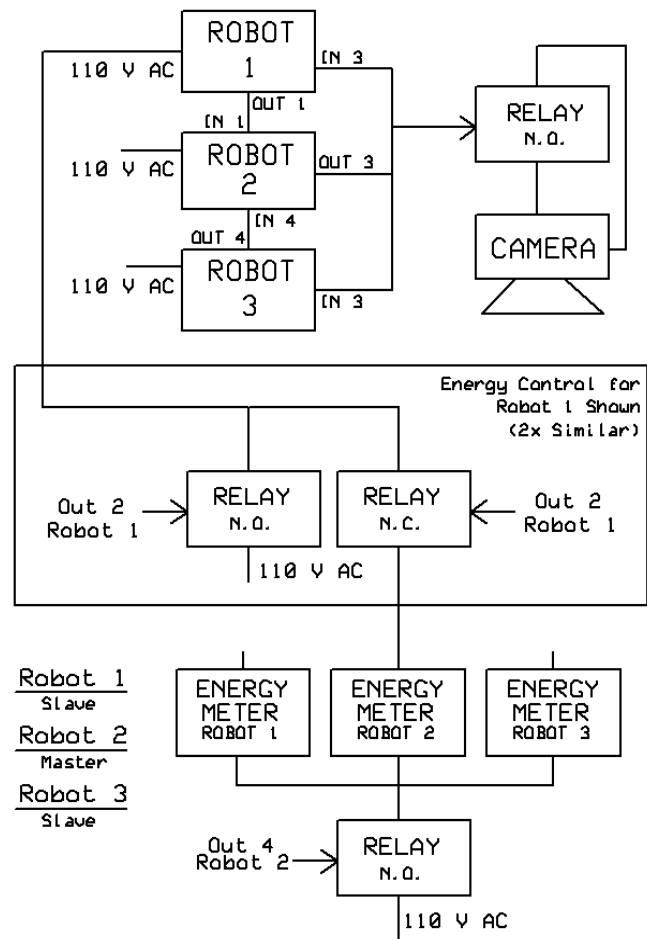 ROBOT
1
110 V AC
IN 3
OUT 1
IN 1
ROBOT
2
110 V AC
OUT 3
IN 4
OUT 4
ROBOT
3
110 V AC
IN 3
RELAY
N.O.
CAMERA
Energy Control for
Robot 1 Shown
(2x Similar)
Out 2
Robot 1
RELAY
N.O.
RELAY
N.C.
Out 2
Robot 1
110 V AC
Robot 1
Slave
Robot 2
Master
Robot 3
Slave
ENERGY
METER
ROBOT 1
ENERGY
METER
ROBOT 2
ENERGY
METER
ROBOT 3
Out 4
Robot 2
RELAY
N.O.
110 V AC